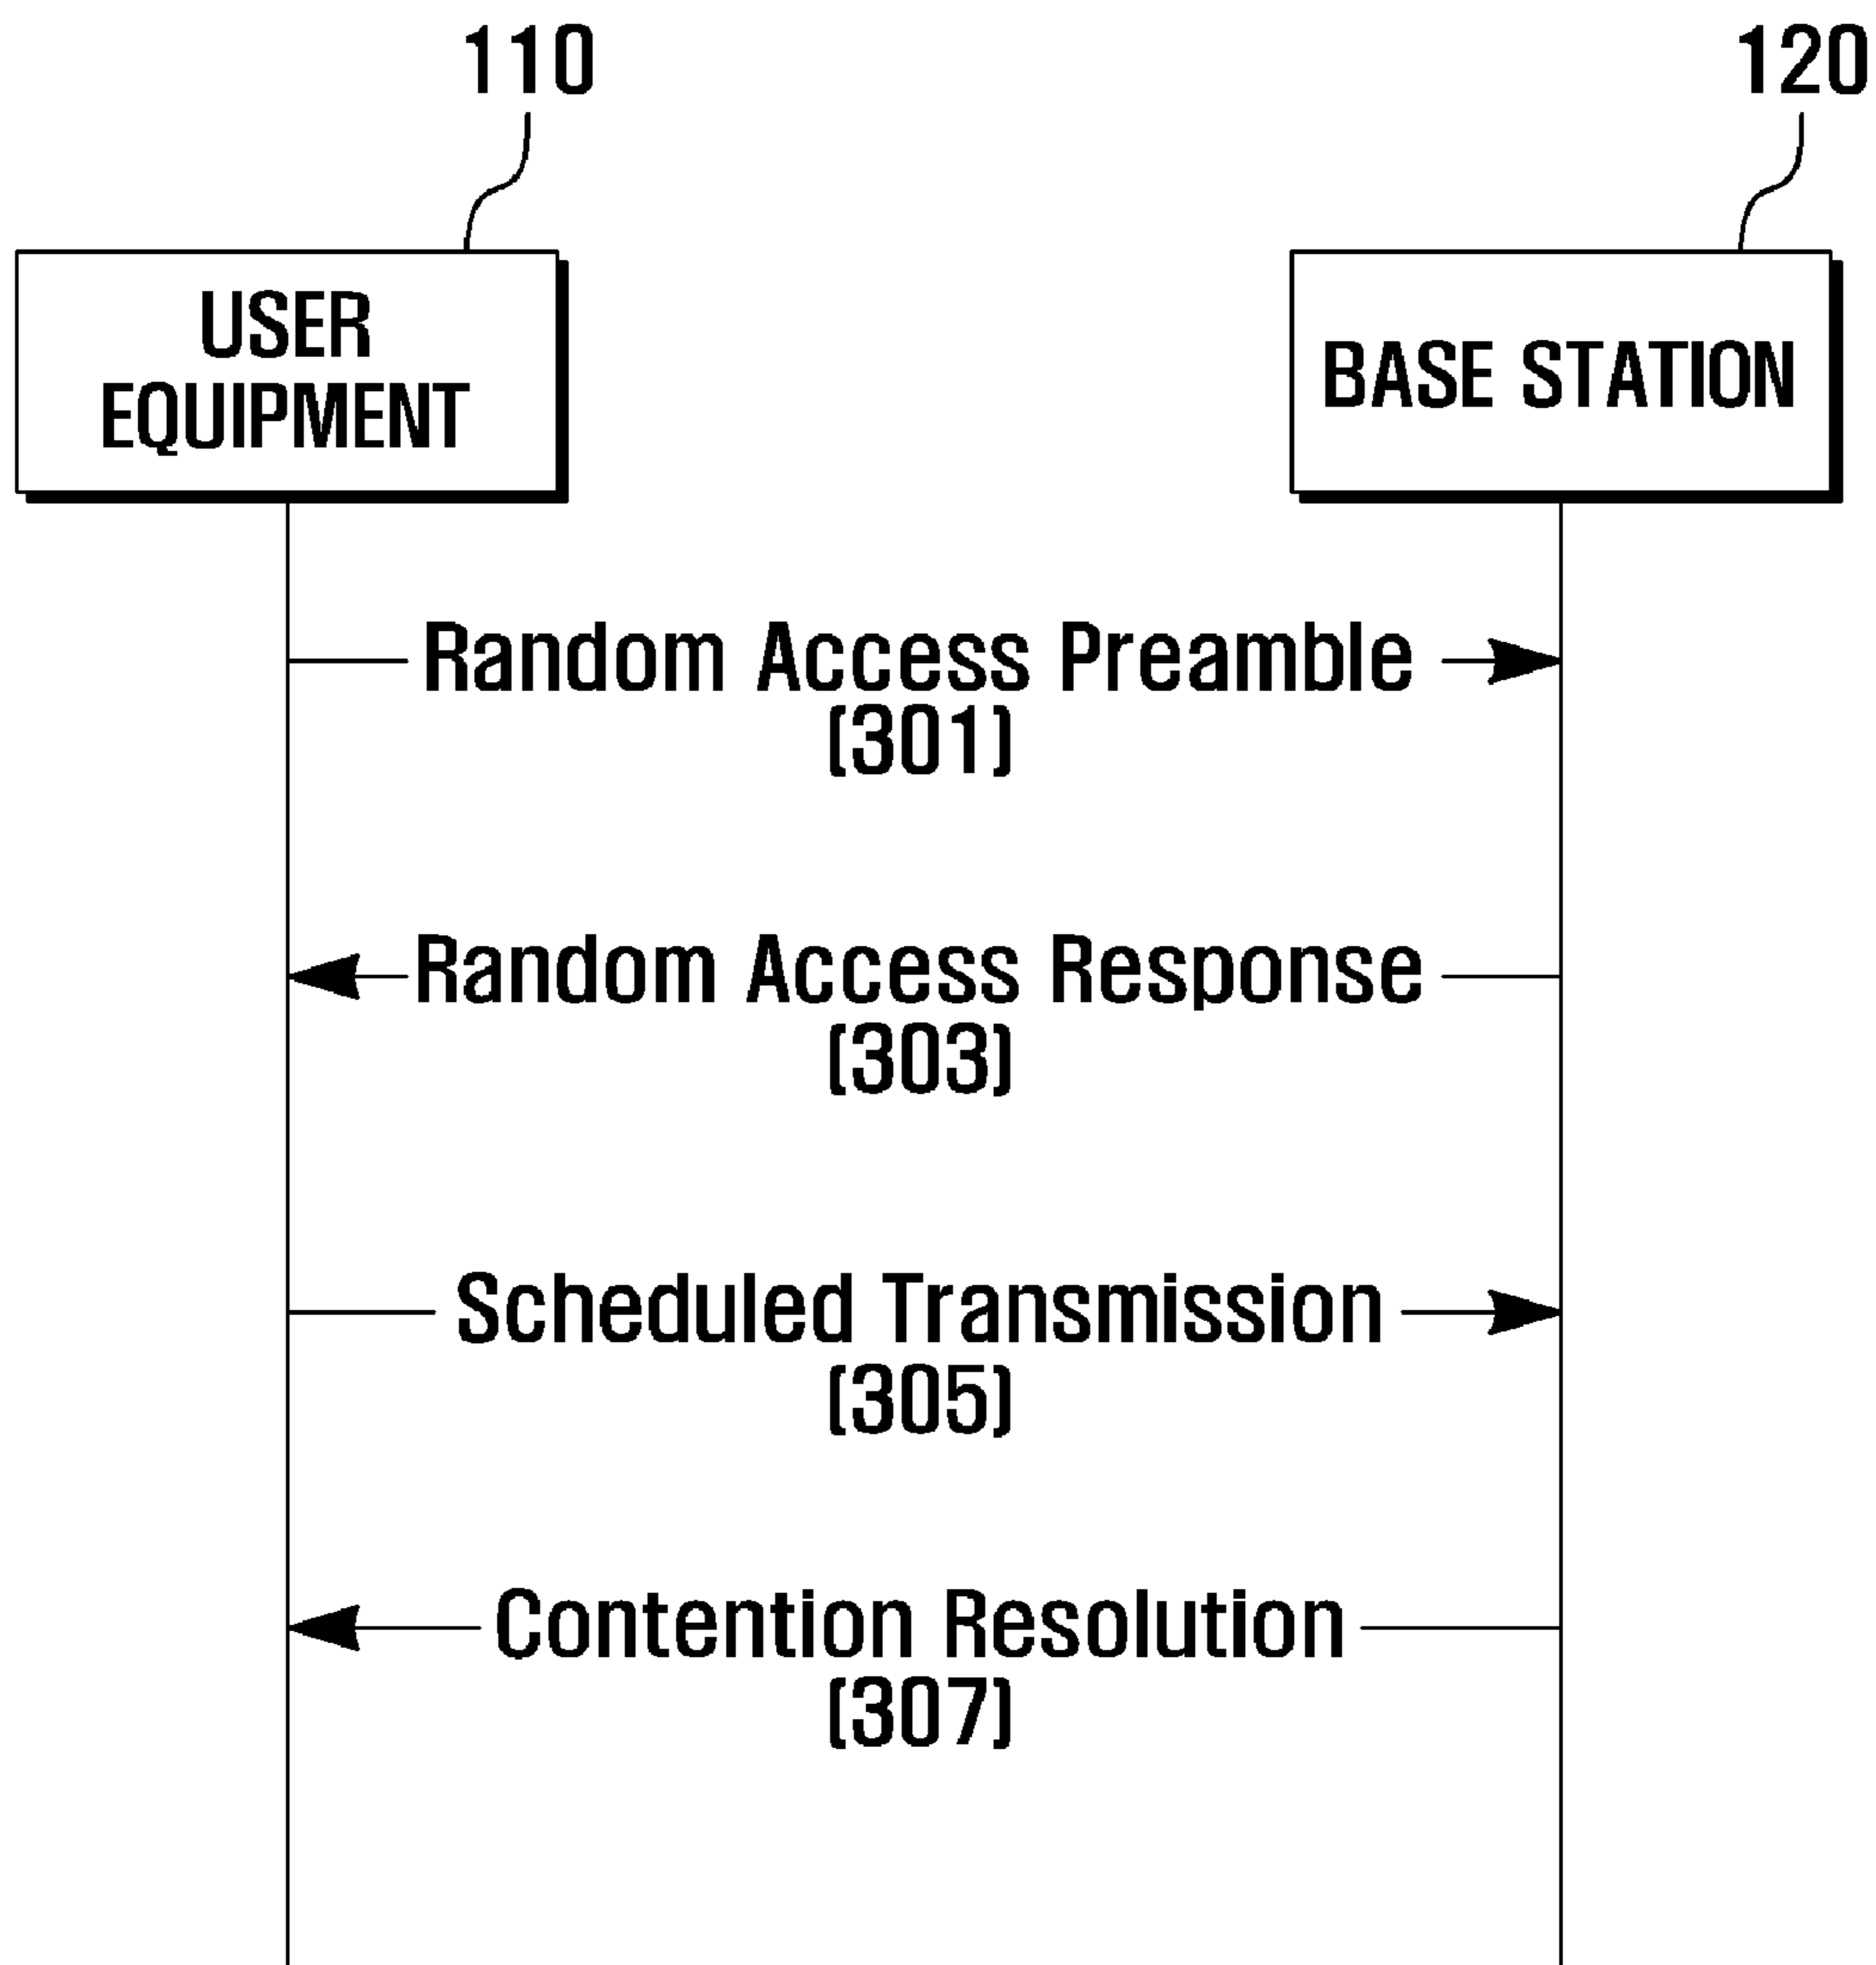 110
120
USER
EQUIPMENT
BASE STATION
Random Access Preamble
(301)
Random Access Response
(303)
Scheduled Transmission
(305)
Contention Resolution
(307)